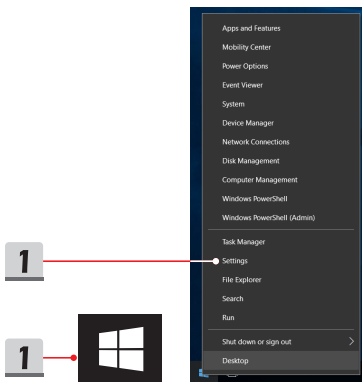 Apps and Features
Mobility Center
Power Options
Event Viewer
System
Device Manager
Network Connections
Disk Management
Computer Management
Windows PowerShell
Windows PowerShell (Admin)
Task Manager
1 Settings
File Explorer
Search
Run
Shut down or sign out
1
Desktop